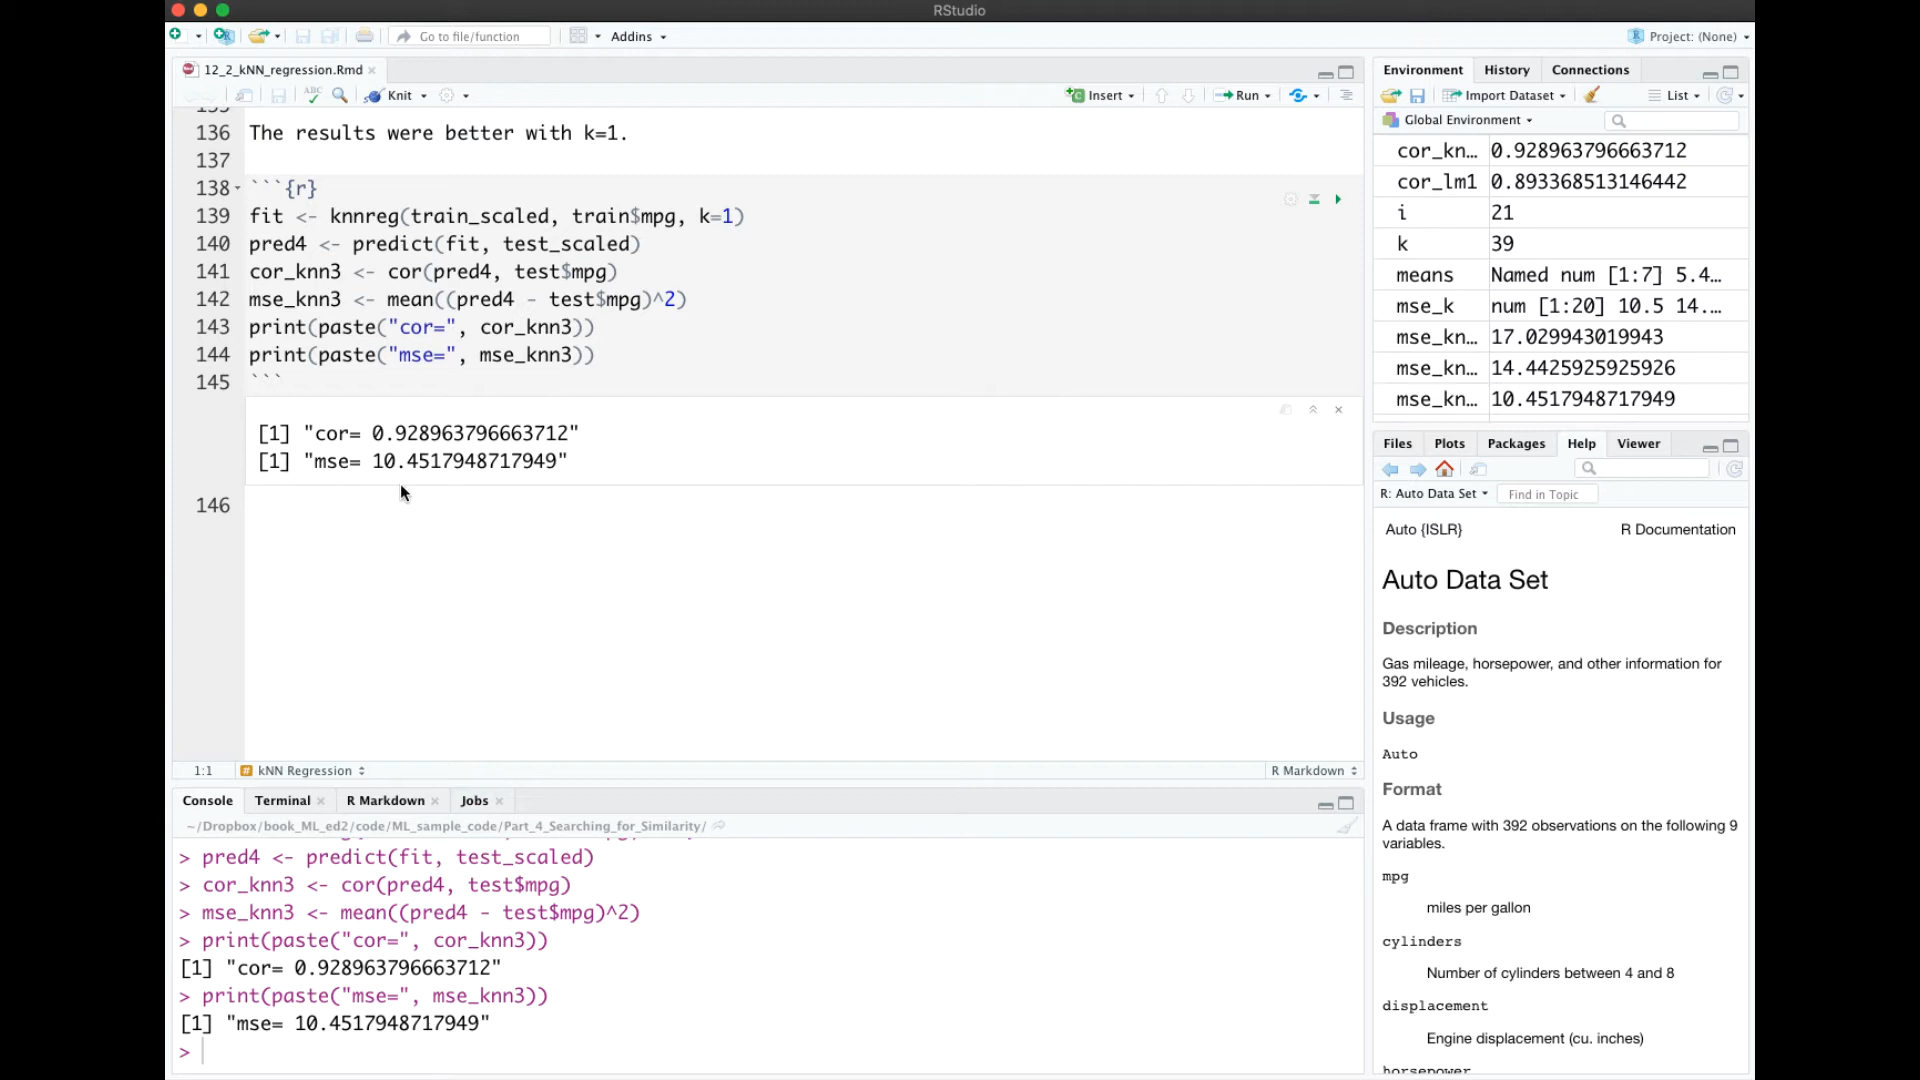 RStudio
Go to file/function
Addins
Project: (None)
12_2_kNN_regression.Rmd
ABC
Knit
Insert
Run
136 The results were better with k=1.
137
138 ```{r}
139 fit <- knnreg(train_scaled, train$mpg, k=1)
140 pred4 <- predict(fit, test_scaled)
141 cor_knn3 <- cor(pred4, test$mpg)
142 mse_knn3 <- mean((pred4 - test$mpg)^2)
143 print(paste("cor=", cor_knn3))
144 print(paste("mse=", mse_knn3))
145 ```
[1] "cor= 0.928963796663712"
[1] "mse= 10.4517948717949"
146
1:1 # kNN Regression
R Markdown
Console Terminal R Markdown Jobs
~/Dropbox/book_ML_ed2/code/ML_sample_code/Part_4_Searching_for_Similarity/
> pred4 <- predict(fit, test_scaled)
> cor_knn3 <- cor(pred4, test$mpg)
> mse_knn3 <- mean((pred4 - test$mpg)^2)
> print(paste("cor=", cor_knn3))
[1] "cor= 0.928963796663712"
> print(paste("mse=", mse_knn3))
[1] "mse= 10.4517948717949"
>
Environment History Connections
Import Dataset
List
Global Environment
cor_kn… 0.928963796663712
cor_lm1 0.893368513146442
i 21
k 39
means Named num [1:7] 5.4…
mse_k num [1:20] 10.5 14.…
mse_kn… 17.029943019943
mse_kn… 14.4425925925926
mse_kn… 10.4517948717949
Files Plots Packages Help Viewer
R: Auto Data Set
Find in Topic
Auto {ISLR}
R Documentation
Auto Data Set
Description
Gas mileage, horsepower, and other information for
392 vehicles.
Usage
Auto
Format
A data frame with 392 observations on the following 9
variables.
mpg
miles per gallon
cylinders
Number of cylinders between 4 and 8
displacement
Engine displacement (cu. inches)
horsepower